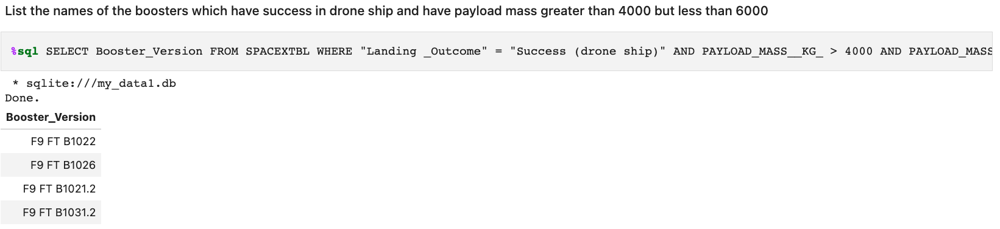 List the names of the boosters which have success in drone ship and have payload mass greater than 4000 but less than 6000
%sql SELECT Booster_Version FROM SPACEXTBL WHERE "Landing _Outcome" = "Success (drone ship)" AND PAYLOAD_MASS__KG_ > 4000 AND PAYLOAD_MASS
* sqlite:///my_data1.db
Done.
Booster_Version
F9 FT B1022
F9 FT B1026
F9 FT B1021.2
F9 FT B1031.2